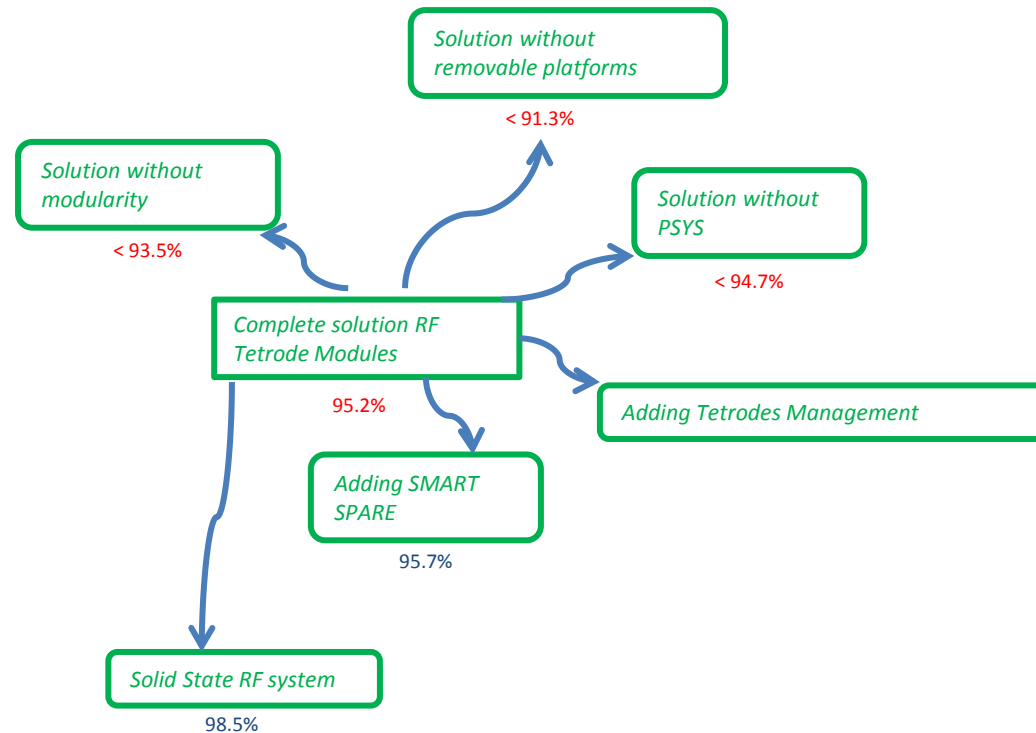 Solution without
removable platforms
< 91.3%
Solution without
modularity
< 93.5%
Solution without
PSYS
< 94.7%
Complete solution RF
Tetrode Modules
95.2%
Adding Tetrodes Management
Adding SMART
SPARE
95.7%
Solid State RF system
98.5%